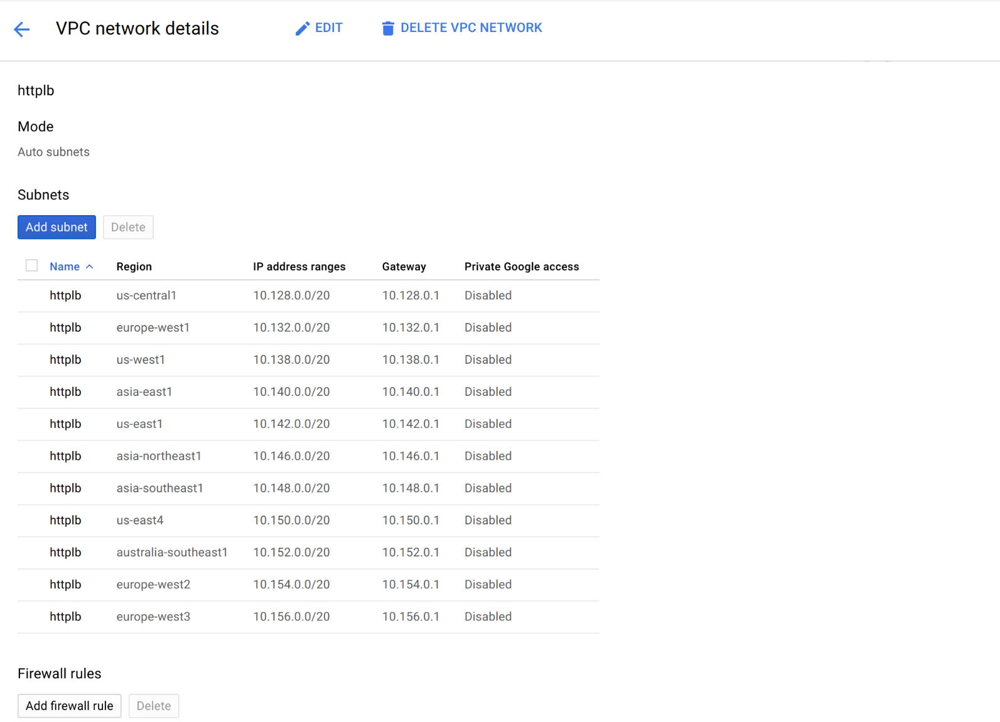 VPC network details EDIT DELETE VPC NETWORK
httplb
Mode
Auto subnets
Subnets
Add subnet Delete
Name Region IP address ranges Gateway Private Google access
httplb us-central1 10.128.0.0/20 10.128.0.1 Disabled
httplb europe-west1 10.132.0.0/20 10.132.0.1 Disabled
httplb us-west1 10.138.0.0/20 10.138.0.1 Disabled
httplb asia-east1 10.140.0.0/20 10.140.0.1 Disabled
httplb us-east1 10.142.0.0/20 10.142.0.1 Disabled
httplb asia-northeast1 10.146.0.0/20 10.146.0.1 Disabled
httplb asia-southeast1 10.148.0.0/20 10.148.0.1 Disabled
httplb us-east4 10.150.0.0/20 10.150.0.1 Disabled
httplb australia-southeast1 10.152.0.0/20 10.152.0.1 Disabled
httplb europe-west2 10.154.0.0/20 10.154.0.1 Disabled
httplb europe-west3 10.156.0.0/20 10.156.0.1 Disabled
Firewall rules
Add firewall rule Delete